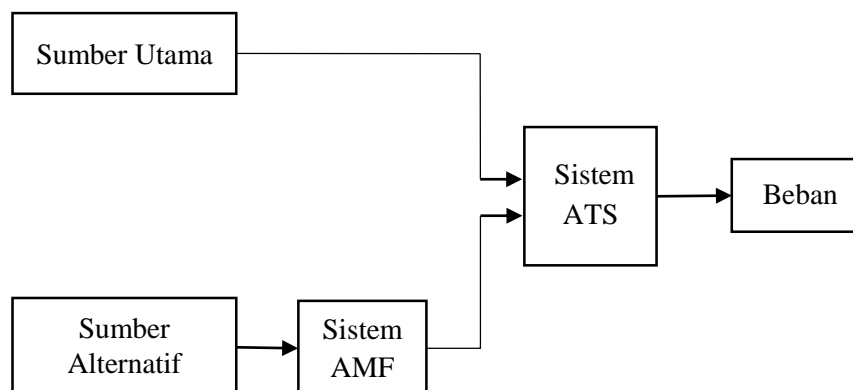 Sumber Utama
Sistem
ATS
Beban
Sumber
Alternatif
Sistem
AMF